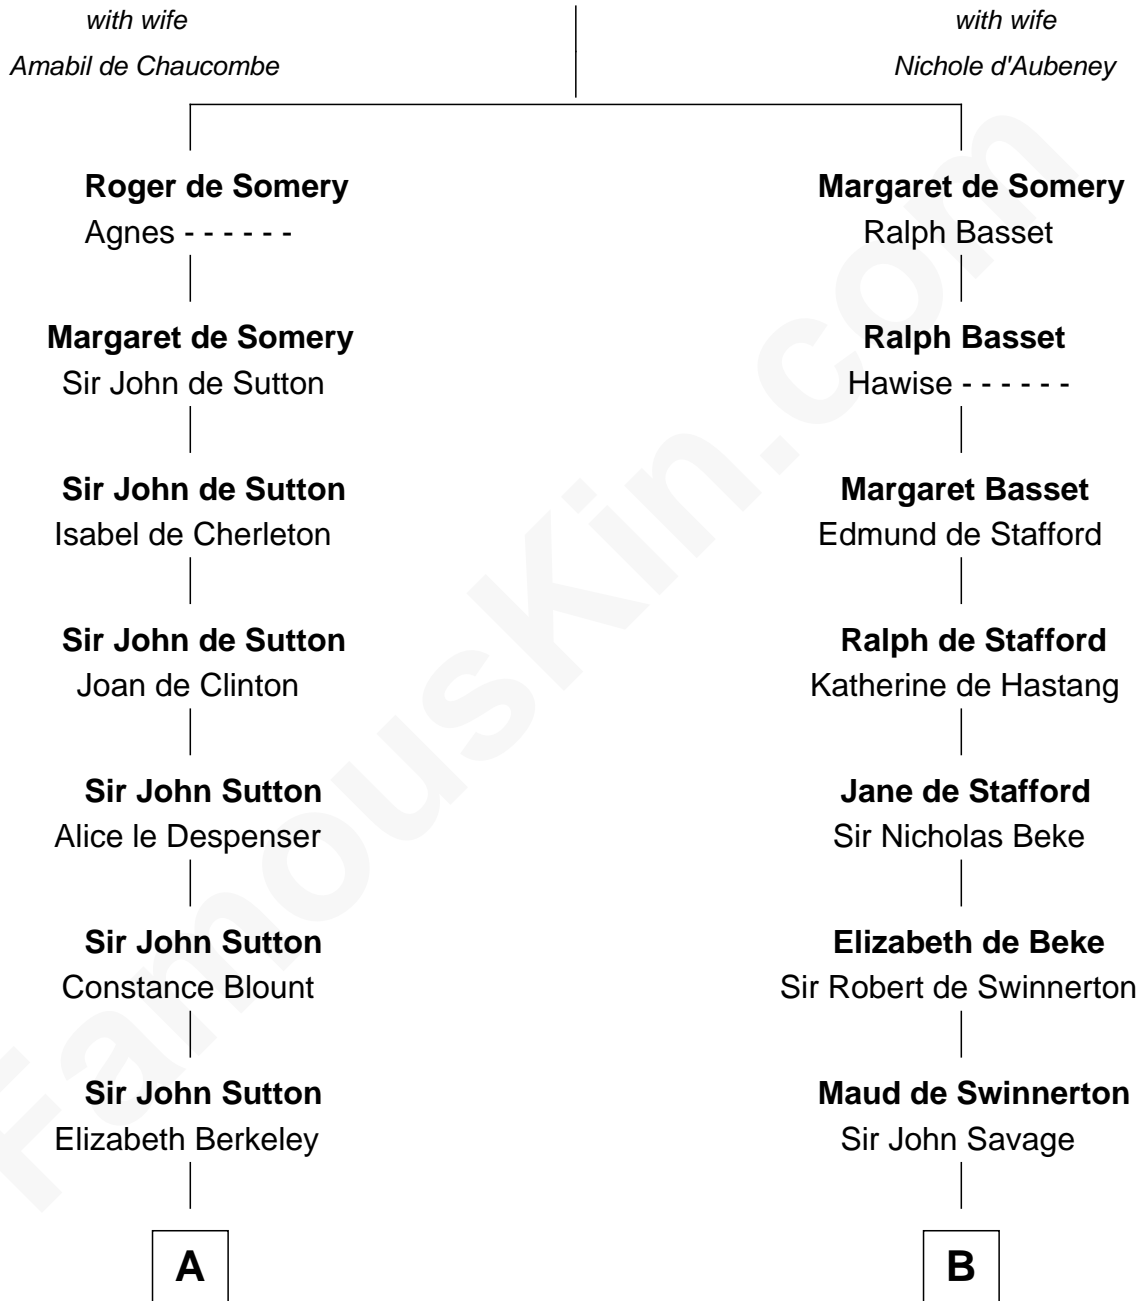 with wife
Amabil de Chaucombe
with wife
Nichole d'Aubeney
Roger de Somery
Agnes - - - - - -
Margaret de Somery
Ralph Basset
Margaret de Somery
Sir John de Sutton
Ralph Basset
Hawise - - - - - -
Sir John de Sutton
Isabel de Cherleton
Margaret Basset
Edmund de Stafford
Sir John de Sutton
Joan de Clinton
Ralph de Stafford
Katherine de Hastang
Sir John Sutton
Alice le Despenser
Jane de Stafford
Sir Nicholas Beke
Sir John Sutton
Constance Blount
Elizabeth de Beke
Sir Robert de Swinnerton
Sir John Sutton
Elizabeth Berkeley
Maud de Swinnerton
Sir John Savage
A
B
FamousKin.com